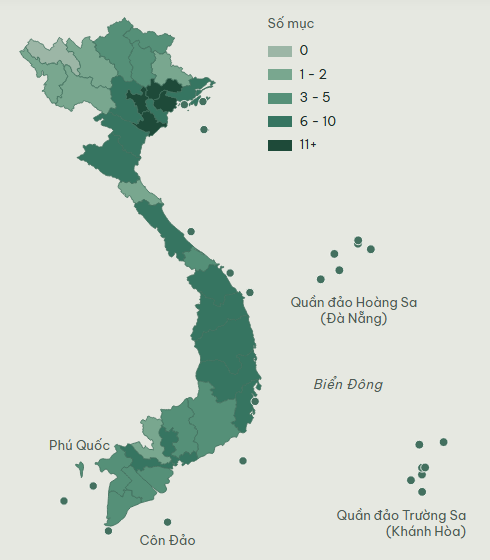 Số mục
0
1 – 2
3 – 5
6 – 10
11+
Quần đảo Hoàng Sa
(Đà Nẵng)
Biển Đông
Phú Quốc
Quần đảo Trường Sa
(Khánh Hòa)
Côn Đảo